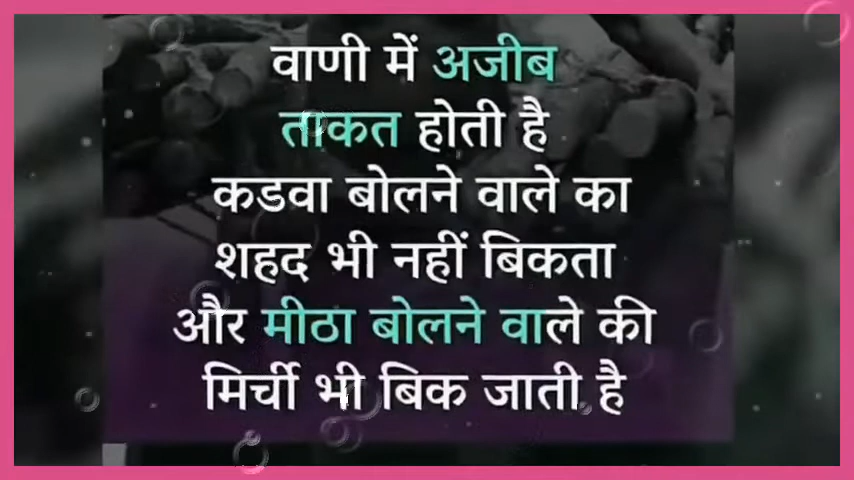 वाणी में अजीब
ताकत होती है
कडवा बोलने वाले का
शहद भी नहीं बिकता
और मीठा बोलने वाले की
मिर्ची भी बिक जाती है